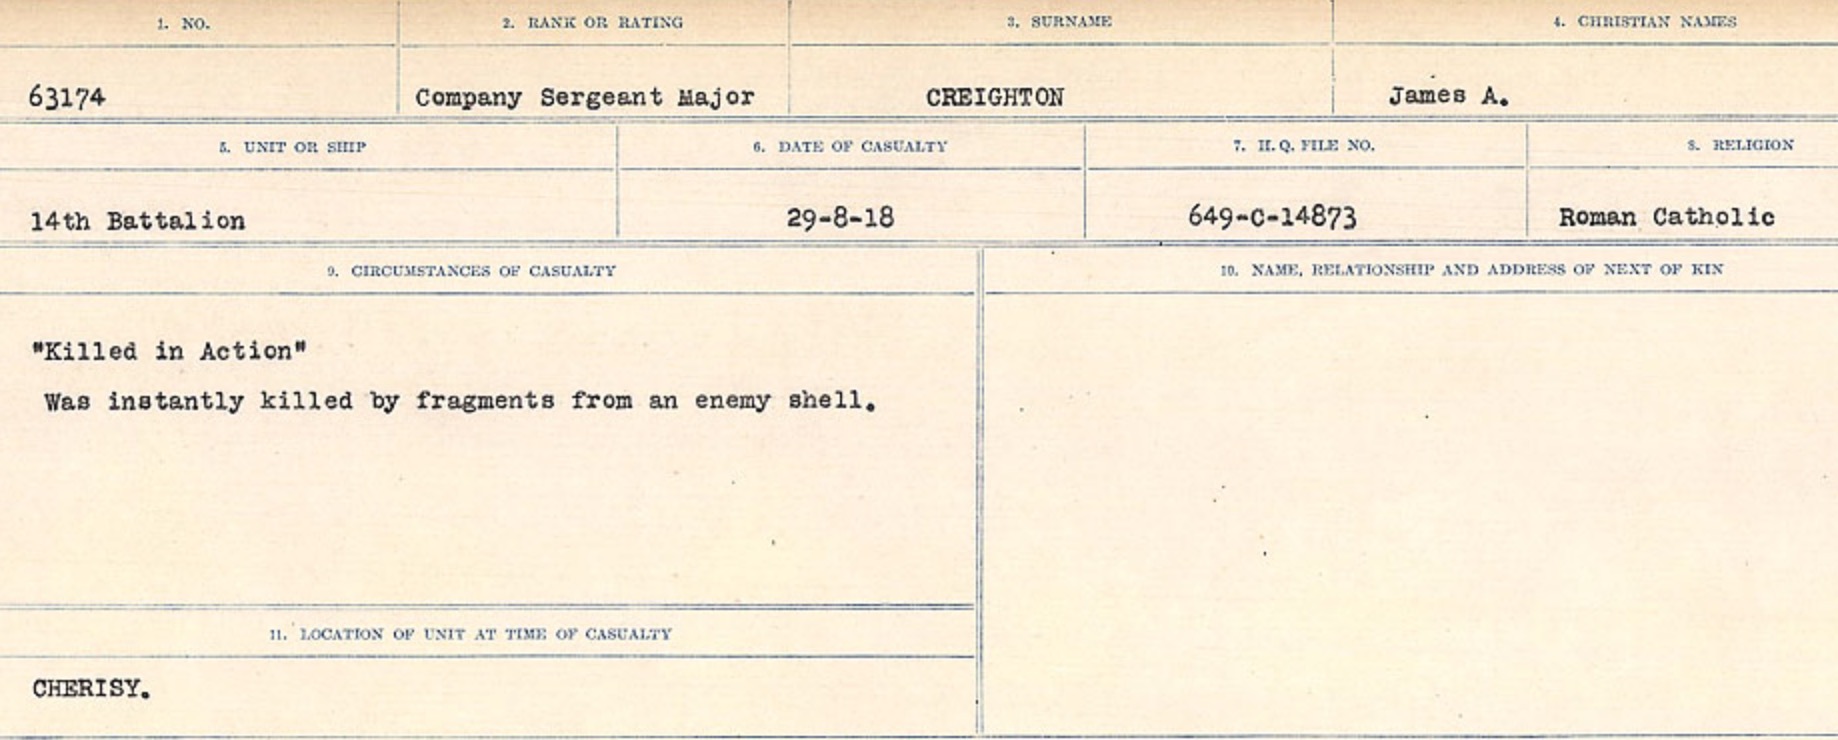 1. NO. 2. RANK OR RATING 3. SURNAME 4. CHRISTIAN NAMES
63174 Company Sergeant Major CREIGHTON James A.
5. UNIT OR SHIP 6. DATE OF CASUALTY 7. H.Q. FILE NO. 8. RELIGION
14th Battalion 29-8-18 649-C-14873 Roman Catholic
9. CIRCUMSTANCES OF CASUALTY 10. NAME, RELATIONSHIP AND ADDRESS OF NEXT OF KIN
"Killed in Action"
Was instantly killed by fragments from an enemy shell.
11. LOCATION OF UNIT AT TIME OF CASUALTY
CHERISY.